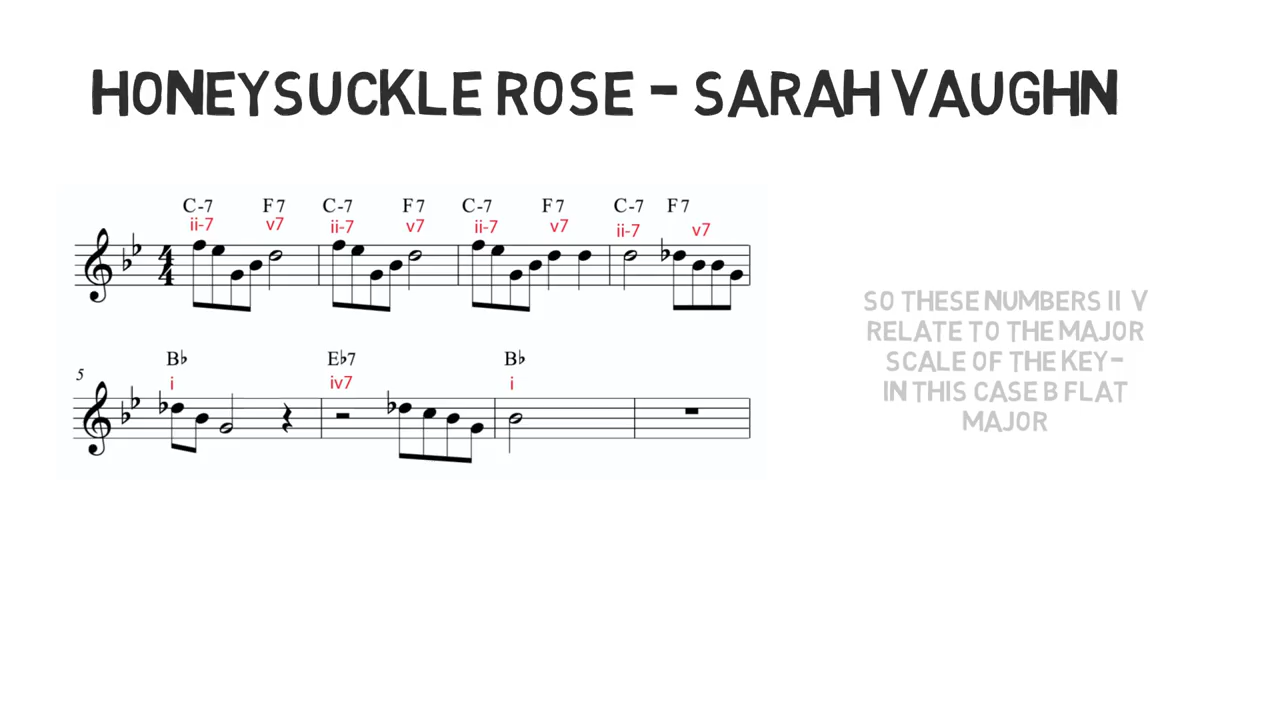 HONEYSUCKLE ROSE - SARAH VAUGHN
C-7 F7 C-7 F7 C-7 F7 C-7 F7
ii-7 v7 ii-7 v7 ii-7 v7 ii-7 v7
4
4
SO THESE NUMBERS II V
RELATE TO THE MAJOR
SCALE OF THE KEY-
IN THIS CASE B FLAT
MAJOR
B♭ E♭7 B♭
5
i iv7 i